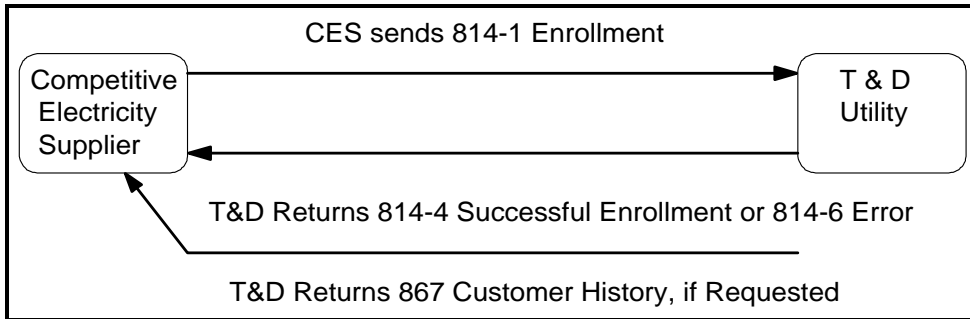 CES sends 814-1 Enrollment
Competitive
Electricity
Supplier
T & D
Utility
T&D Returns 814-4 Successful Enrollment or 814-6 Error
T&D Returns 867 Customer History, if Requested